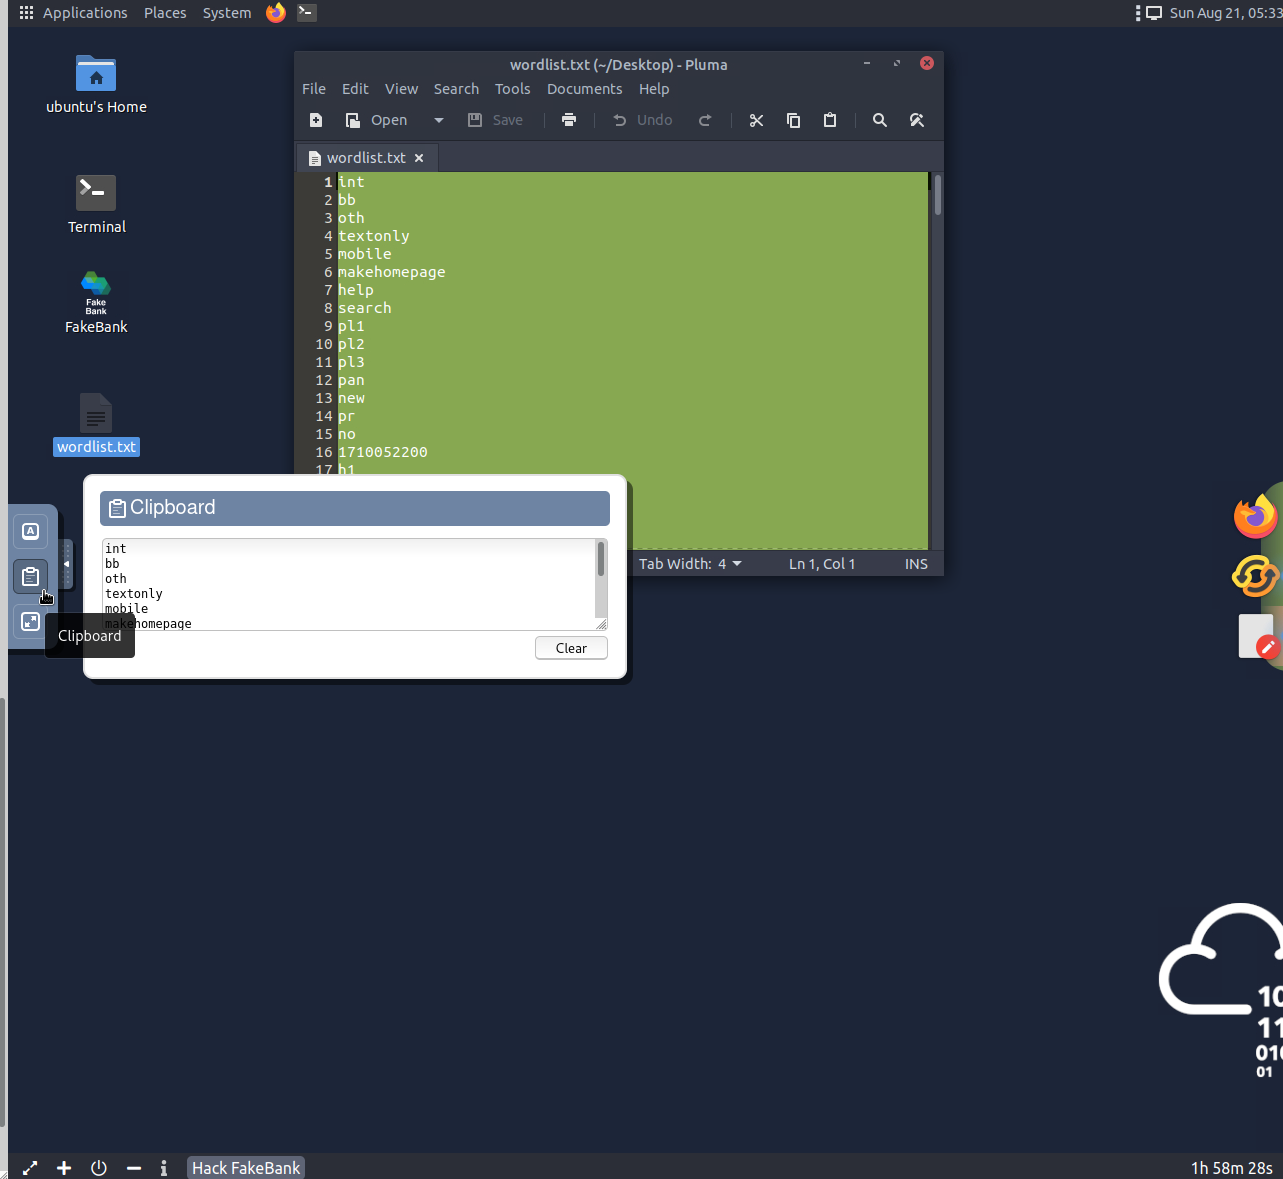 Applications Places System Sun Aug 21, 05:33
ubuntu's Home
Terminal
Fake
Bank
FakeBank
wordlist.txt
wordlist.txt (~/Desktop) - Pluma
File Edit View Search Tools Documents Help
Open Save Undo
wordlist.txt
1 int
2 bb
3 oth
4 textonly
5 mobile
6 makehomepage
7 help
8 search
9 pl1
10 pl2
11 pl3
12 pan
13 new
14 pr
15 no
16 1710052200
17 h1
Tab Width: 4 Ln 1, Col 1 INS
Clipboard
int
bb
oth
textonly
mobile
makehomepage
Clear
A
Clipboard
10
11
010
01
Hack FakeBank 1h 58m 28s